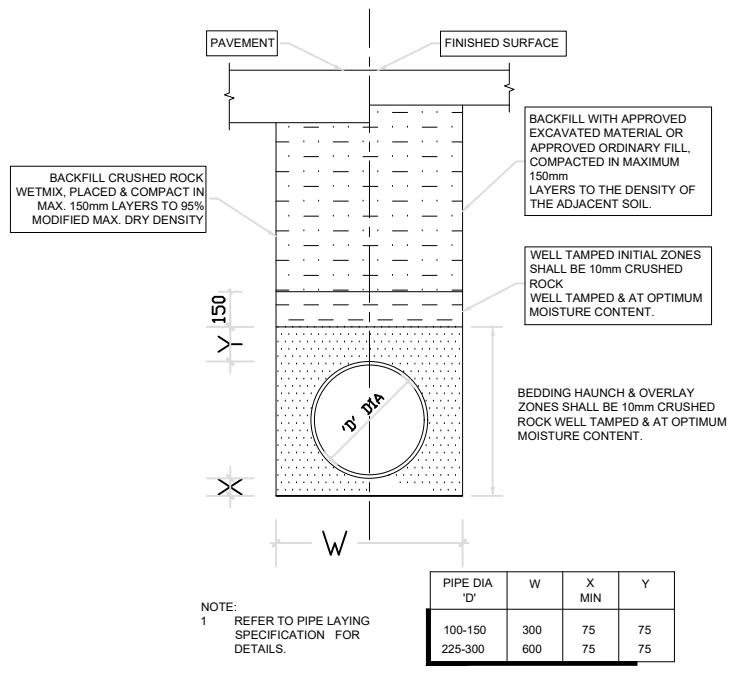 PAVEMENT
FINISHED SURFACE
BACKFILL WITH APPROVED
EXCAVATED MATERIAL OR
APPROVED ORDINARY FILL,
COMPACTED IN MAXIMUM
150mm
LAYERS TO THE DENSITY OF
THE ADJACENT SOIL.
BACKFILL CRUSHED ROCK
WETMIX, PLACED & COMPACT IN
MAX. 150mm LAYERS TO 95%
MODIFIED MAX. DRY DENSITY
WELL TAMPED INITIAL ZONES
SHALL BE 10mm CRUSHED
ROCK
WELL TAMPED & AT OPTIMUM
MOISTURE CONTENT.
150
Y
'D' DIA
BEDDING HAUNCH & OVERLAY
ZONES SHALL BE 10mm CRUSHED
ROCK WELL TAMPED & AT OPTIMUM
MOISTURE CONTENT.
X
W
PIPE DIA 'D' W X MIN Y
100-150 300 75 75
225-300 600 75 75
NOTE:
1 REFER TO PIPE LAYING
SPECIFICATION FOR
DETAILS.